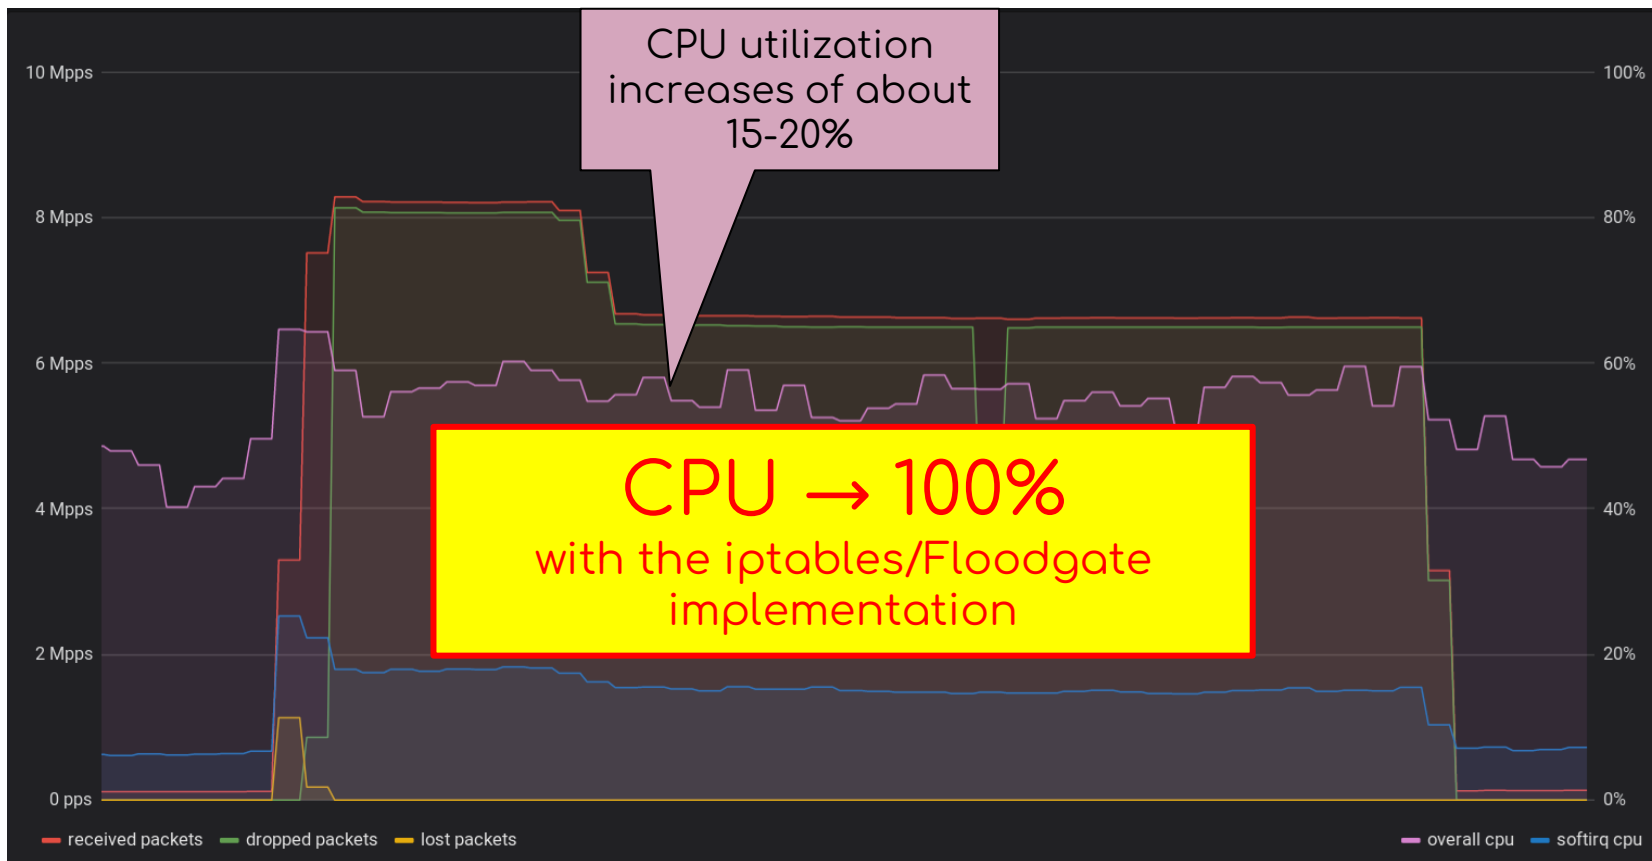 CPU utilization
increases of about
15-20%
10 Mpps
100%
8 Mpps
80%
6 Mpps
60%
CPU → 100%
with the iptables/Floodgate
implementation
4 Mpps
40%
2 Mpps
20%
0 pps
0%
received packets
dropped packets
lost packets
overall cpu
softirq cpu